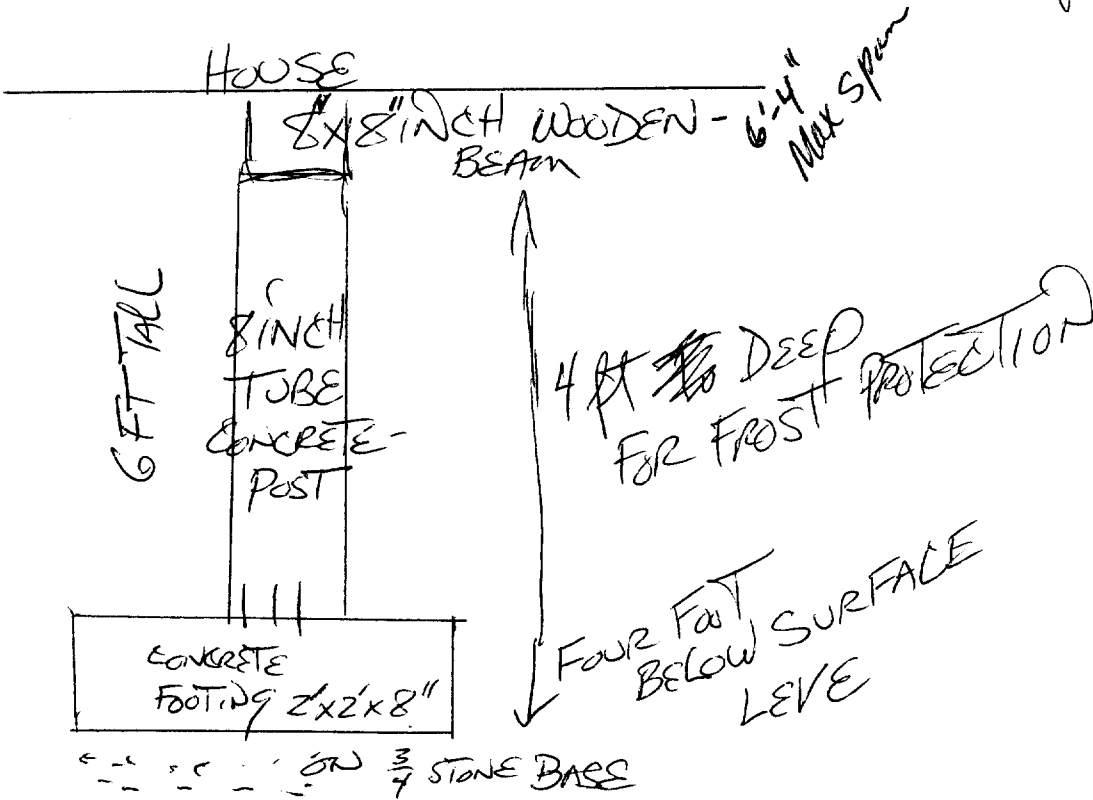 HOUSE
8"X8" INCH WOODEN -
BEAM
6'-4"
Max Span
6 FT TALL
8 INCH
TUBE
CONCRETE-
POST
4 ft DEEP
FOR FROST PROTECTION
FOUR FOOT
BELOW SURFACE
LEVE
CONCRETE
FOOTING 2'x2'x8"
ON 3/4 STONE BASE